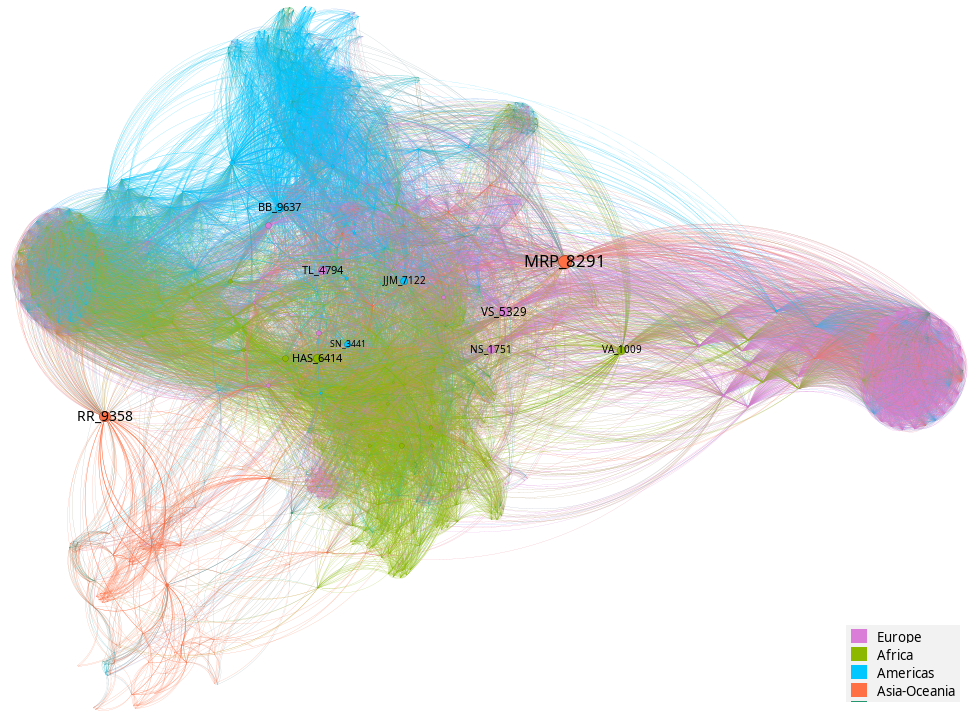 BB_9637
MRP_8291
TL_4794
JJM_7122
VS_5329
SN_3441
NS_1751
VA_1009
HAS_6414
RR_9358
Europe
Africa
Americas
Asia-Oceania